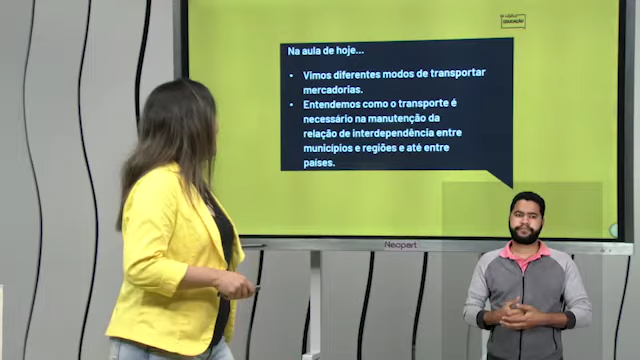 EDUCAÇÃO
Na aula de hoje...
• Vimos diferentes modos de transportar
mercadorias.
• Entendemos como o transporte é
necessário na manutenção da
relação de interdependência entre
municípios e regiões e até entre
países.
Neopart